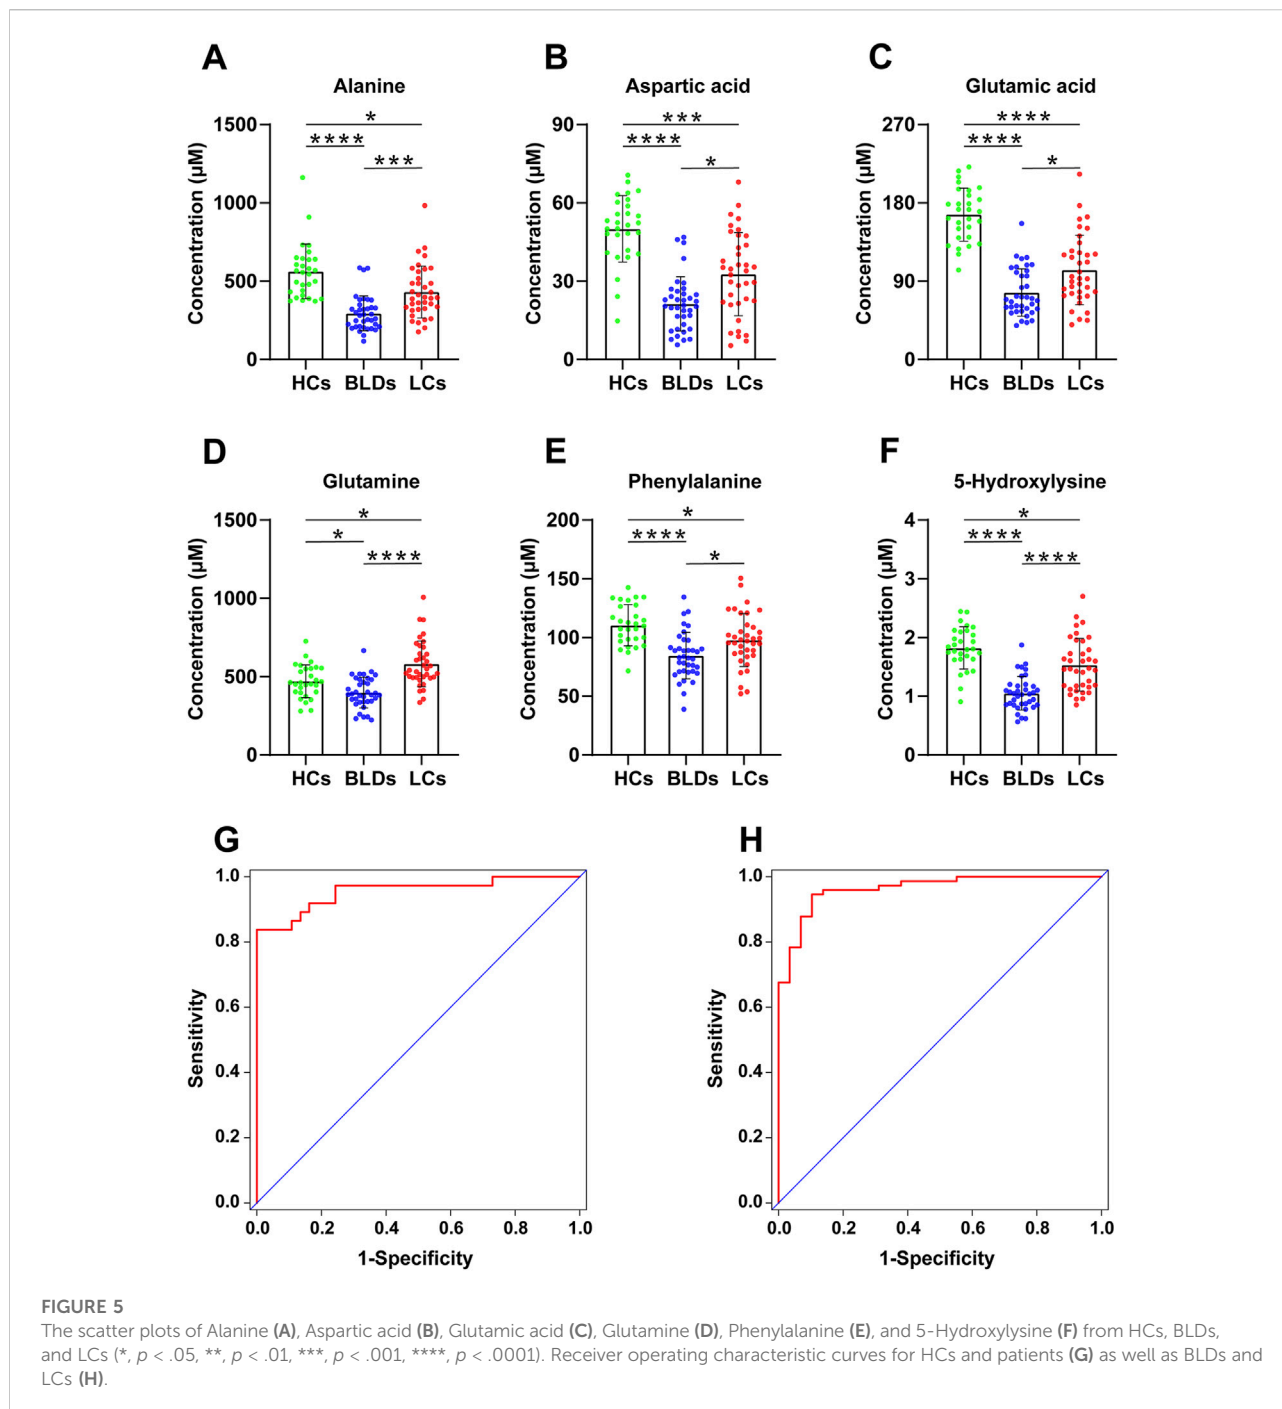 A
B
C
Alanine
Aspartic acid
Glutamic acid
Concentration (μM)
1500
1000
500
0
*
****
***
HCs BLDs LCs
Concentration (μM)
90
60
30
0
***
****
*
HCs BLDs LCs
Concentration (μM)
270
180
90
0
****
****
*
HCs BLDs LCs
D
E
F
Glutamine
Phenylalanine
5-Hydroxylysine
Concentration (μM)
1500
1000
500
0
*
*
****
HCs BLDs LCs
Concentration (μM)
200
150
100
50
0
*
****
*
HCs BLDs LCs
Concentration (μM)
4
3
2
1
0
*
****
****
HCs BLDs LCs
G
Sensitivity
1.0
0.8
0.6
0.4
0.2
0.0
0.0 0.2 0.4 0.6 0.8 1.0
1-Specificity
H
Sensitivity
1.0
0.8
0.6
0.4
0.2
0.0
0.0 0.2 0.4 0.6 0.8 1.0
1-Specificity
FIGURE 5
The scatter plots of Alanine (A), Aspartic acid (B), Glutamic acid (C), Glutamine (D), Phenylalanine (E), and 5-Hydroxylysine (F) from HCs, BLDs,
and LCs (*, p < .05, **, p < .01, ***, p < .001, ****, p < .0001). Receiver operating characteristic curves for HCs and patients (G) as well as BLDs and
LCs (H).